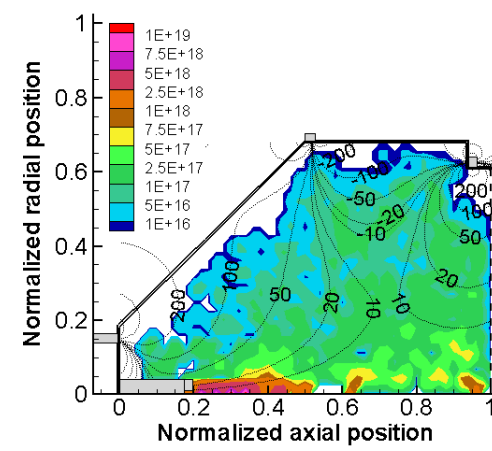 1
1E+19
7.5E+18
5E+18
2.5E+18
1E+18
7.5E+17
5E+17
2.5E+17
1E+17
5E+16
1E+16
0.8
0.6
0.4
0.2
0
Normalized radial position
-200
-100
-50
-20
-10
200
100
50
20
200
100
50
20
10
10
0
0.2
0.4
0.6
0.8
1
Normalized axial position